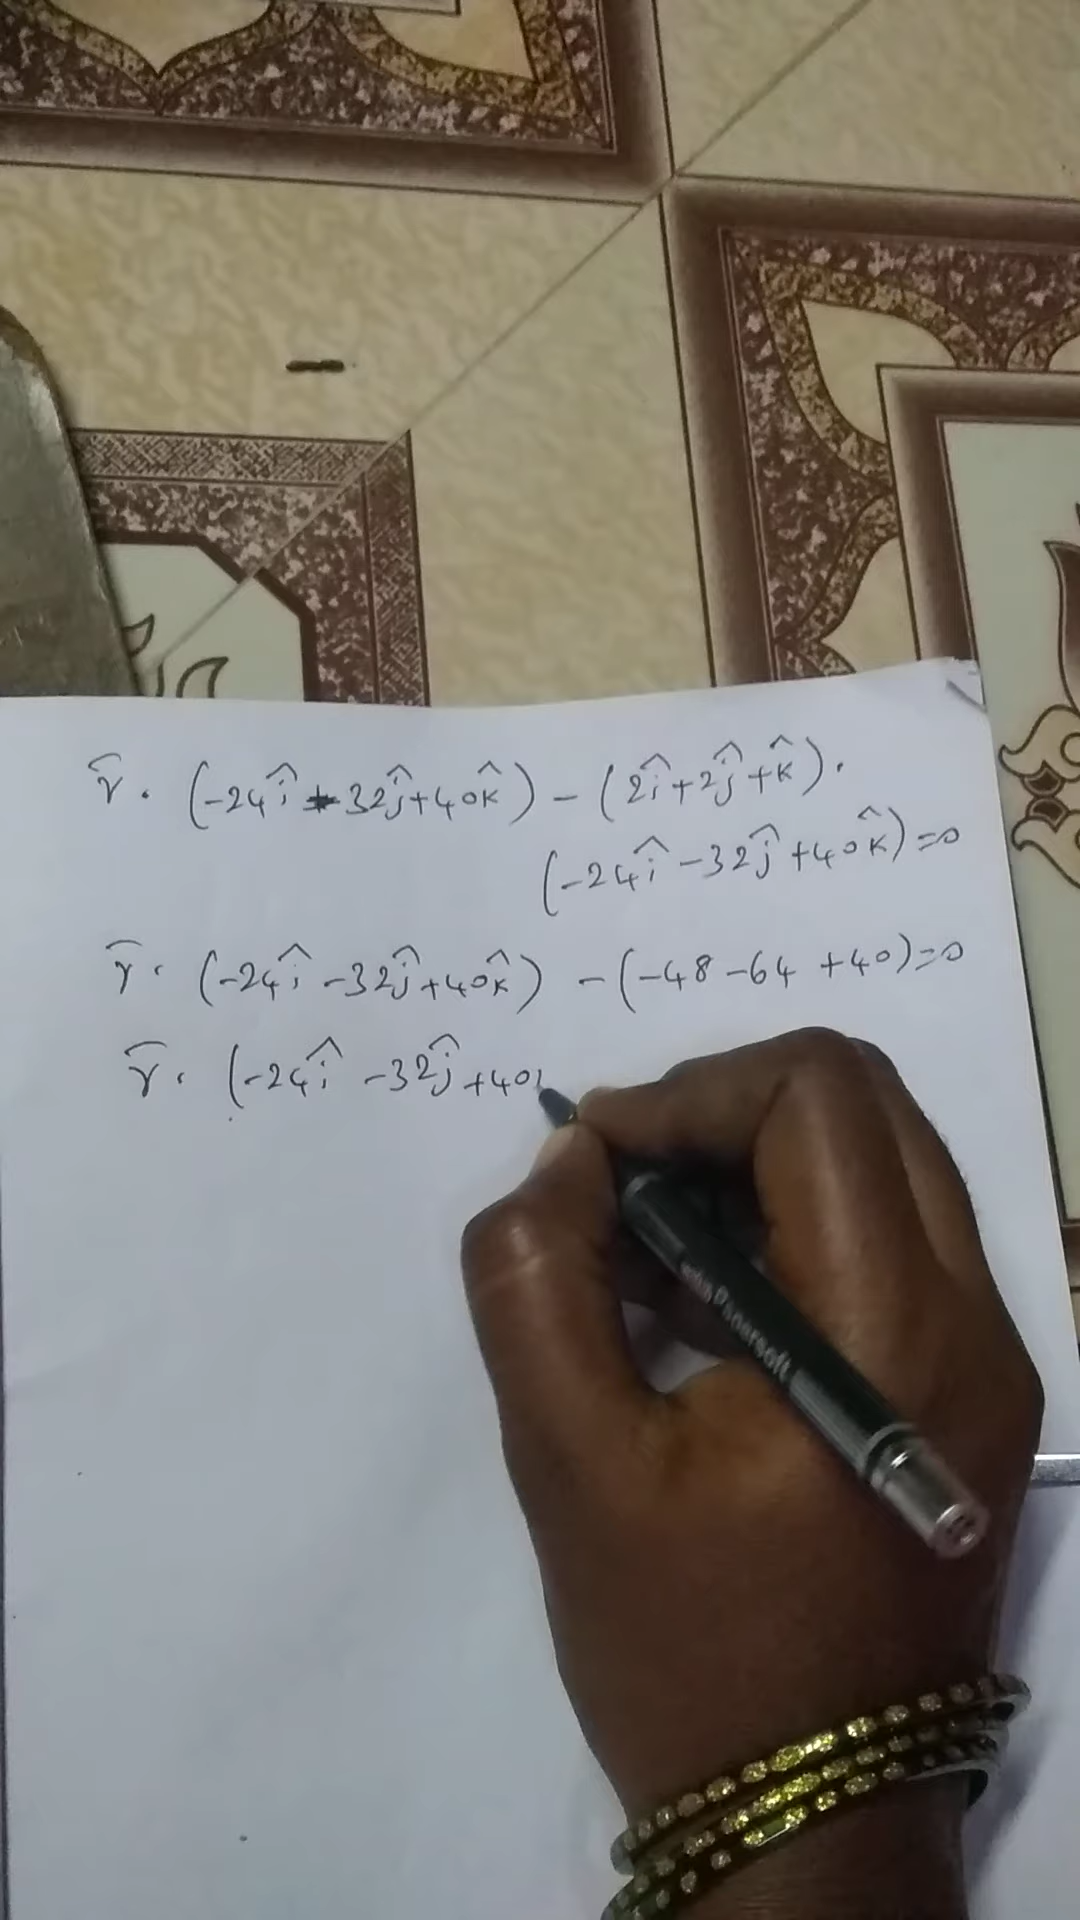 r̄. (-24î - 32ĵ + 40k̂) - (2î + 2ĵ + k̂).
(-24î - 32ĵ + 40k̂) = 0
r̄. (-24î - 32ĵ + 40k̂) - (-48 - 64 + 40) = 0
r̄. (-24î - 32ĵ + 40
Papersoft